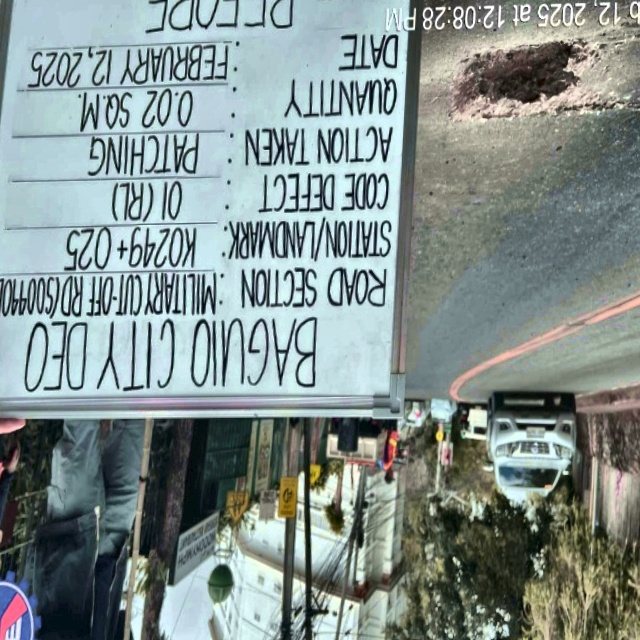 BAGUIO CITY DEO
ROAD SECTION : MILITARY CUT-OFF RD (S00440
STATION/LANDMARK: K0249+025
CODE DEFECT : 01 (RL)
ACTION TAKEN : PATCHING
QUANTITY : 0.02 SQ.M.
DATE : FEBRUARY 12, 2025
BEFORE
12, 2025 at 12:08:28 PM